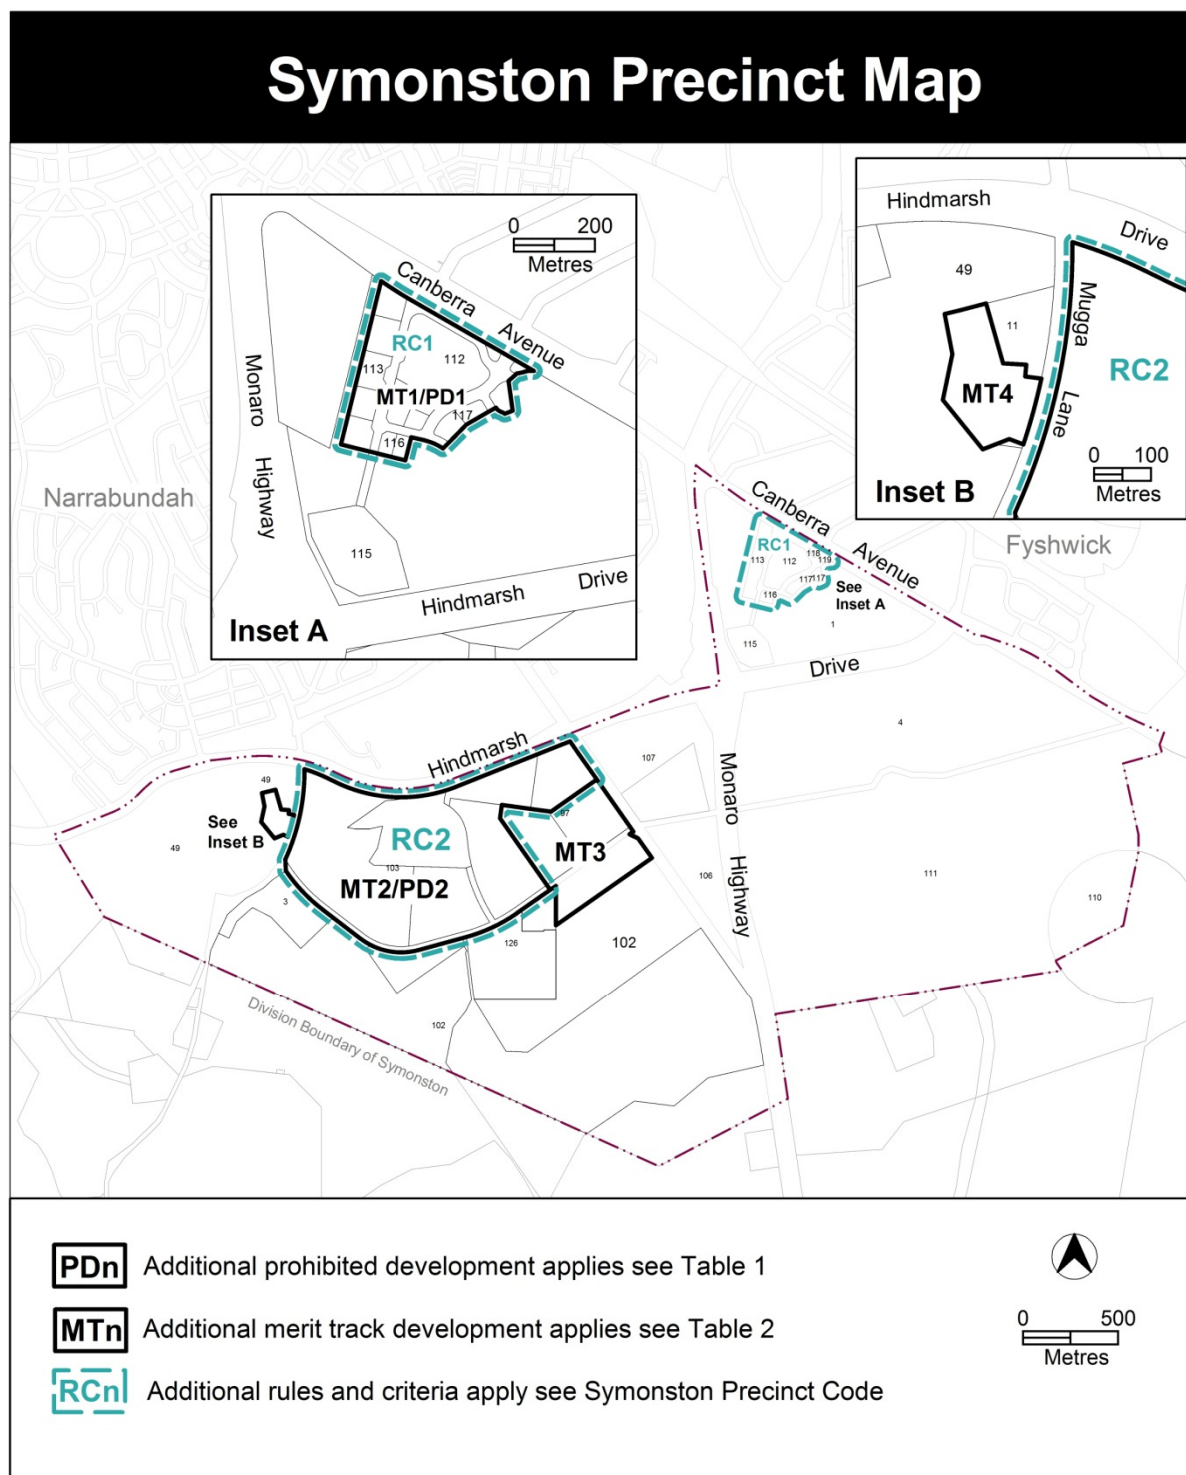 Symonston Precinct Map
0 200
Metres
Canberra
Avenue
RC1
112
113
MT1/PD1
117
116
Monaro
Highway
115
Hindmarsh
Drive
Inset A
Hindmarsh
Drive
49
11
Mugga
Lane
RC2
MT4
0 100
Metres
Inset B
Narrabundah
Fyshwick
Canberra
Avenue
RC1
113
112
118
119
117
117
116
See
Inset A
1
115
Drive
4
Hindmarsh
107
Monaro
Highway
49
See
Inset B
49
RC2
97
MT3
103
MT2/PD2
3
106
111
110
126
102
102
Division Boundary of Symonston
PDn Additional prohibited development applies see Table 1
MTn Additional merit track development applies see Table 2
RCn Additional rules and criteria apply see Symonston Precinct Code
0 500
Metres